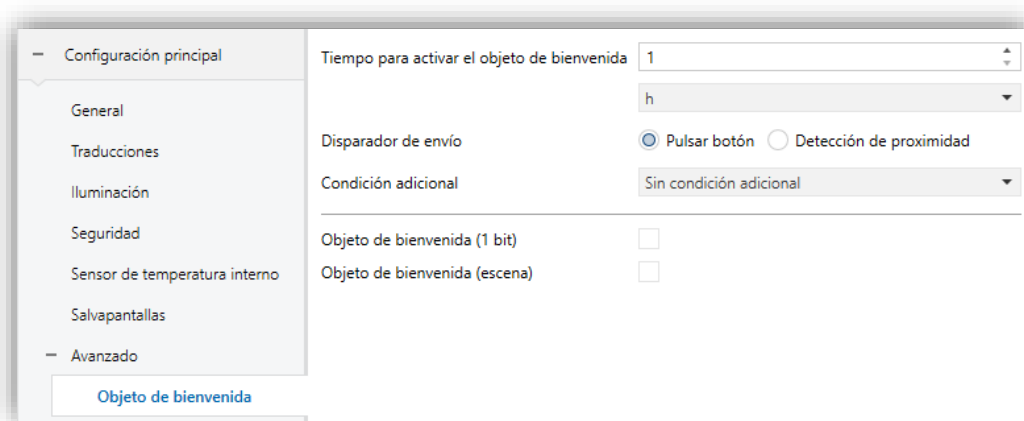 Configuración principal
General
Traducciones
Iluminación
Seguridad
Sensor de temperatura interno
Salvapantallas
Avanzado
Objeto de bienvenida
Tiempo para activar el objeto de bienvenida 1
h
Disparador de envío Pulsar botón Detección de proximidad
Condición adicional Sin condición adicional
Objeto de bienvenida (1 bit)
Objeto de bienvenida (escena)